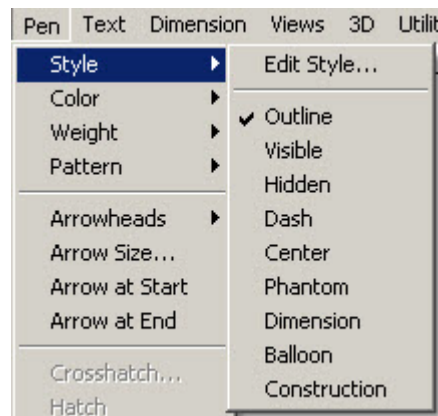 Pen Text Dimension Views 3D Utilit
Style
Color
Weight
Pattern
Arrowheads
Arrow Size...
Arrow at Start
Arrow at End
Crosshatch...
Hatch
Edit Style...
Outline
Visible
Hidden
Dash
Center
Phantom
Dimension
Balloon
Construction